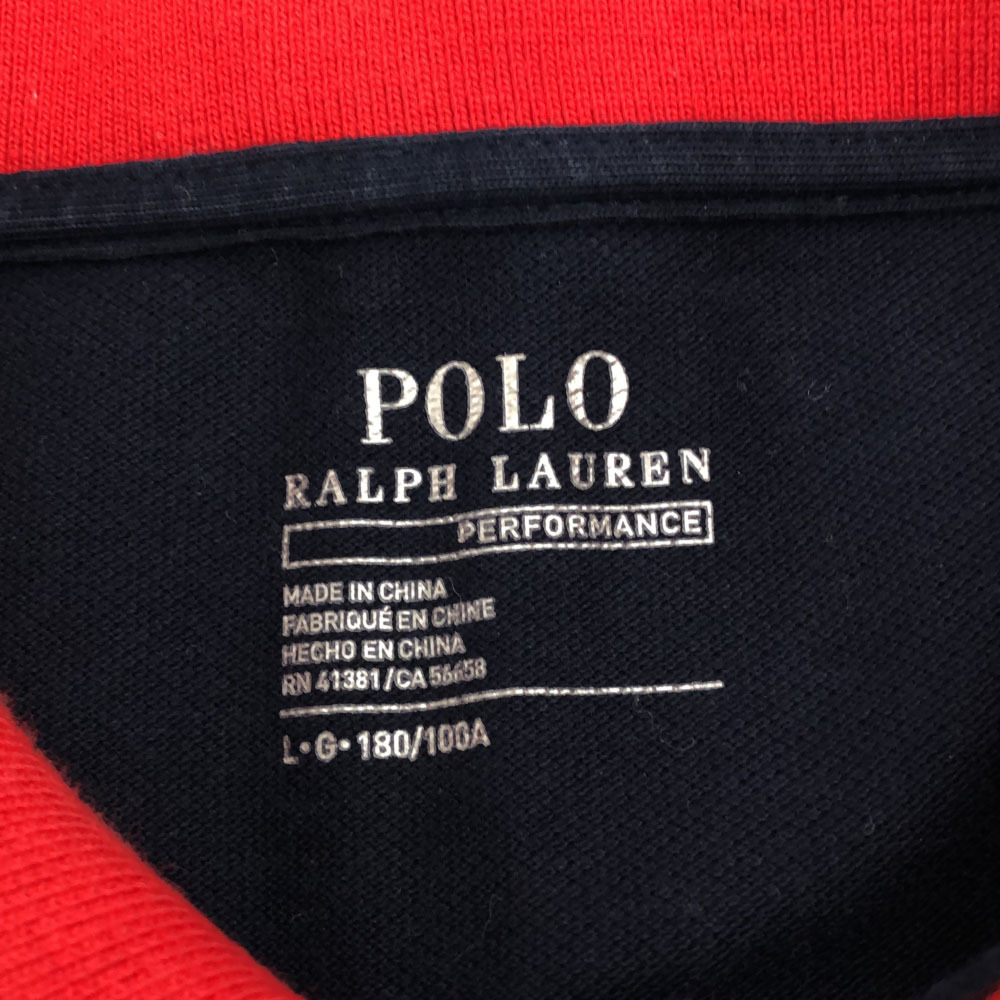 POLO
RALPH LAUREN
PERFORMANCE
MADE IN CHINA
FABRIQUÉ EN CHINE
HECHO EN CHINA
RN 41381/CA 56658
L•G•180/100A